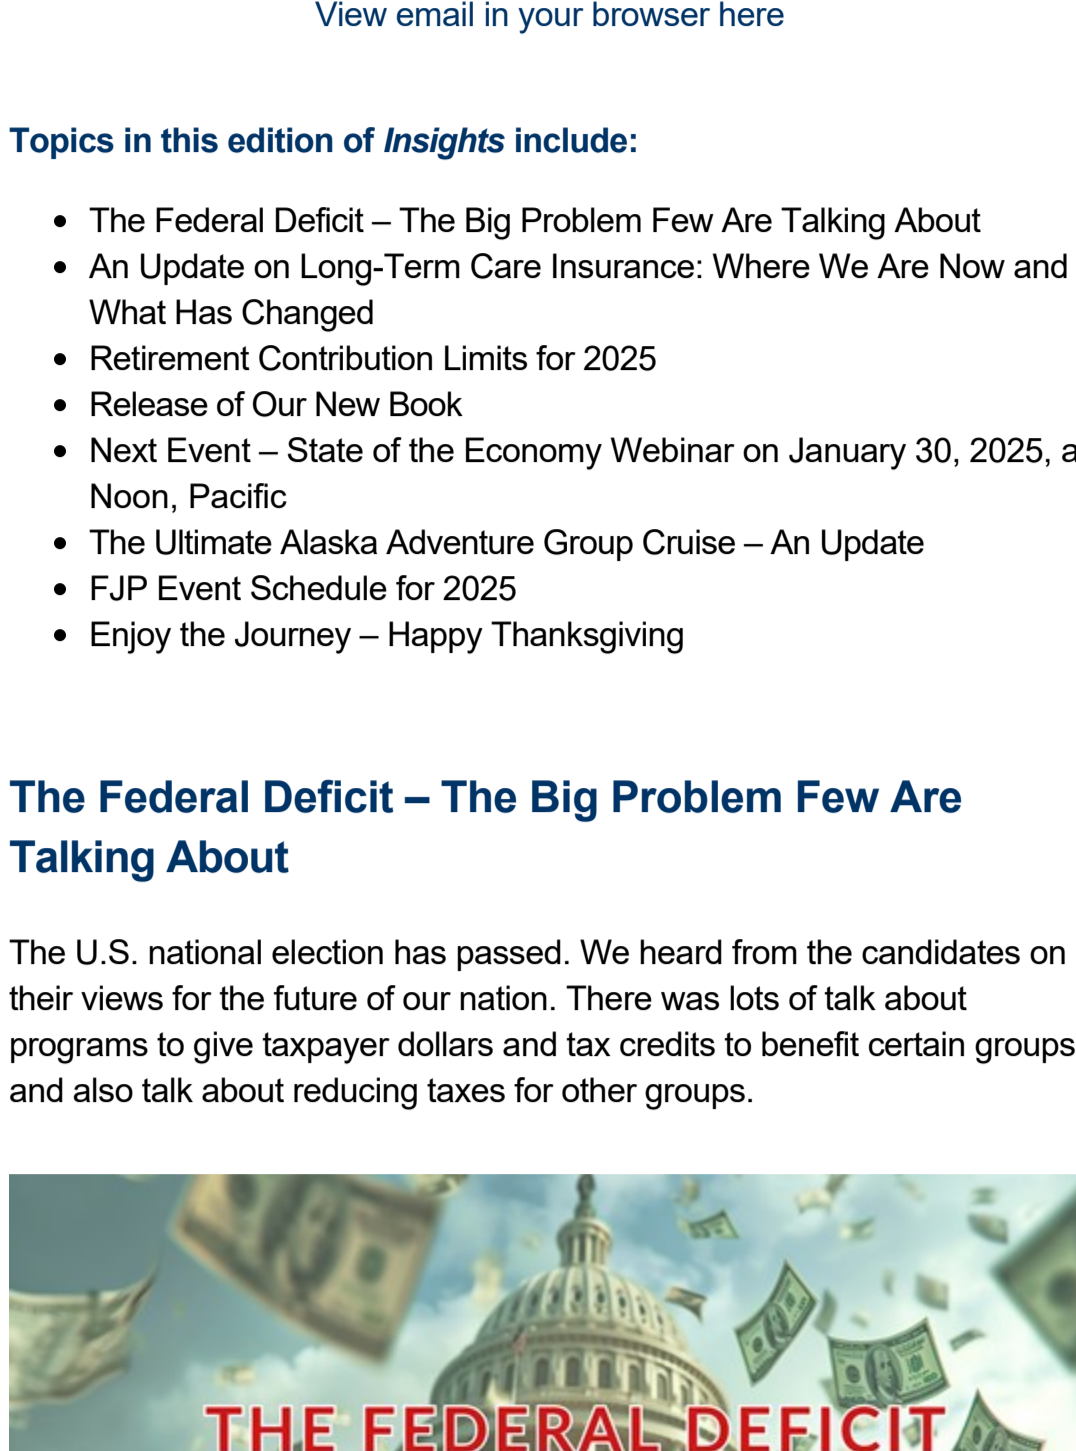 View email in your browser here
Topics in this edition of Insights include:
• The Federal Deficit – The Big Problem Few Are Talking About
• An Update on Long-Term Care Insurance: Where We Are Now and
What Has Changed
• Retirement Contribution Limits for 2025
• Release of Our New Book
• Next Event – State of the Economy Webinar on January 30, 2025, a
Noon, Pacific
• The Ultimate Alaska Adventure Group Cruise – An Update
• FJP Event Schedule for 2025
• Enjoy the Journey – Happy Thanksgiving
The Federal Deficit – The Big Problem Few Are
Talking About
The U.S. national election has passed. We heard from the candidates on
their views for the future of our nation. There was lots of talk about
programs to give taxpayer dollars and tax credits to benefit certain groups
and also talk about reducing taxes for other groups.
THE FEDERAL DEFICIT